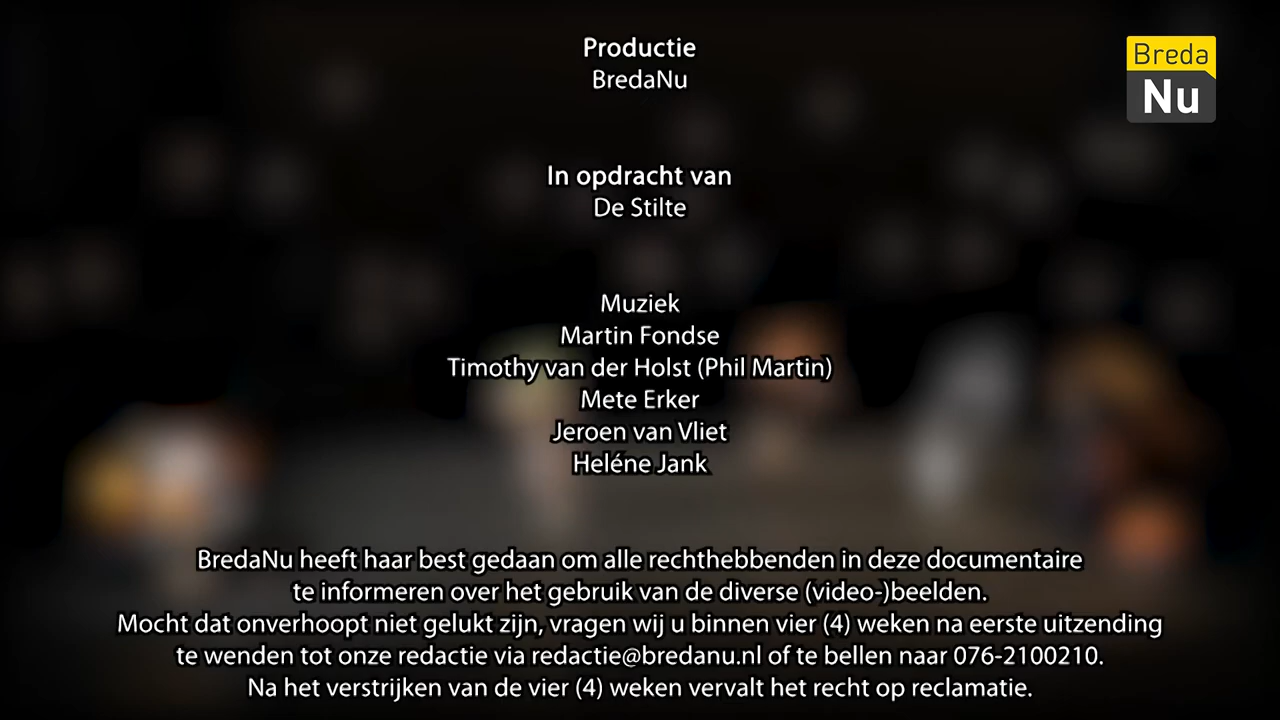 Productie
BredaNu
Breda
Nu
In opdracht van
De Stilte
Muziek
Martin Fondse
Timothy van der Holst (Phil Martin)
Mete Erker
Jeroen van Vliet
Heléne Jank
BredaNu heeft haar best gedaan om alle rechthebbenden in deze documentaire
te informeren over het gebruik van de diverse (video-)beelden.
Mocht dat onverhoopt niet gelukt zijn, vragen wij u binnen vier (4) weken na eerste uitzending
te wenden tot onze redactie via redactie@bredanu.nl of te bellen naar 076-2100210.
Na het verstrijken van de vier (4) weken vervalt het recht op reclamatie.